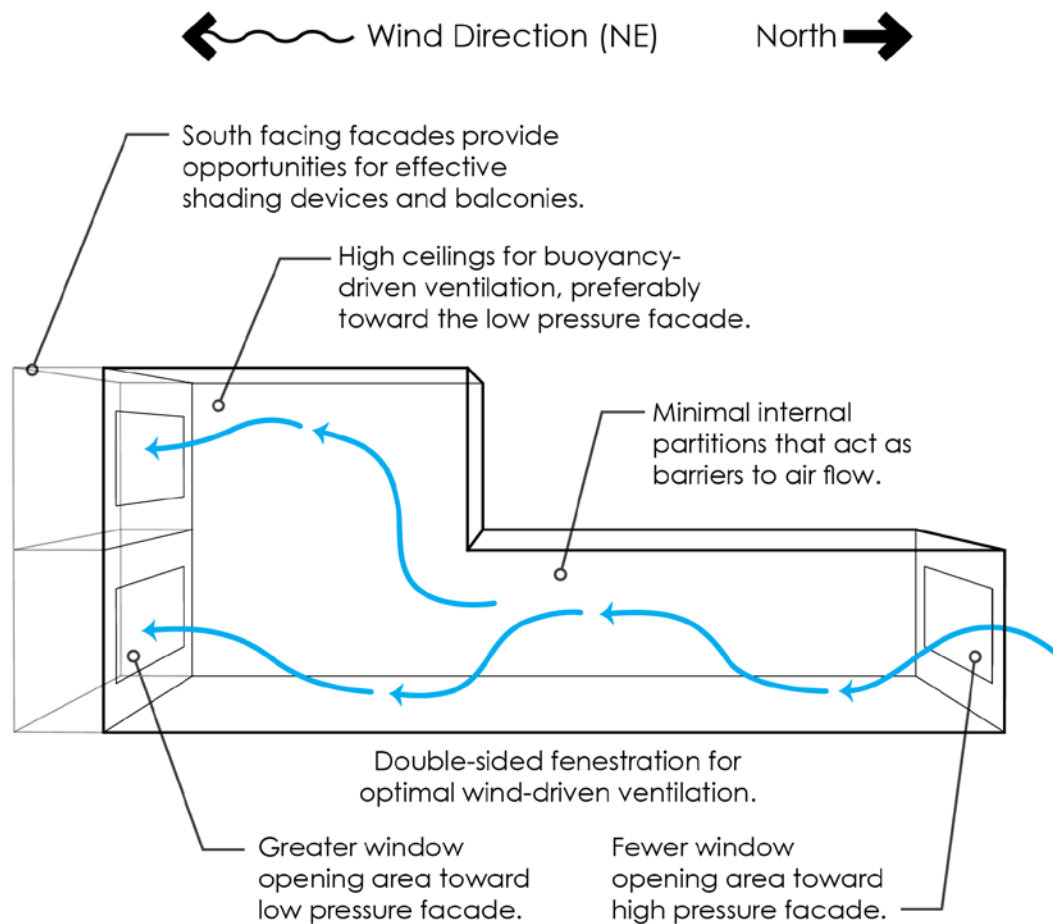 Wind Direction (NE)
North
South facing facades provide
opportunities for effective
shading devices and balconies.
High ceilings for buoyancy-
driven ventilation, preferably
toward the low pressure facade.
Minimal internal
partitions that act as
barriers to air flow.
Double-sided fenestration for
optimal wind-driven ventilation.
Greater window
opening area toward
low pressure facade.
Fewer window
opening area toward
high pressure facade.